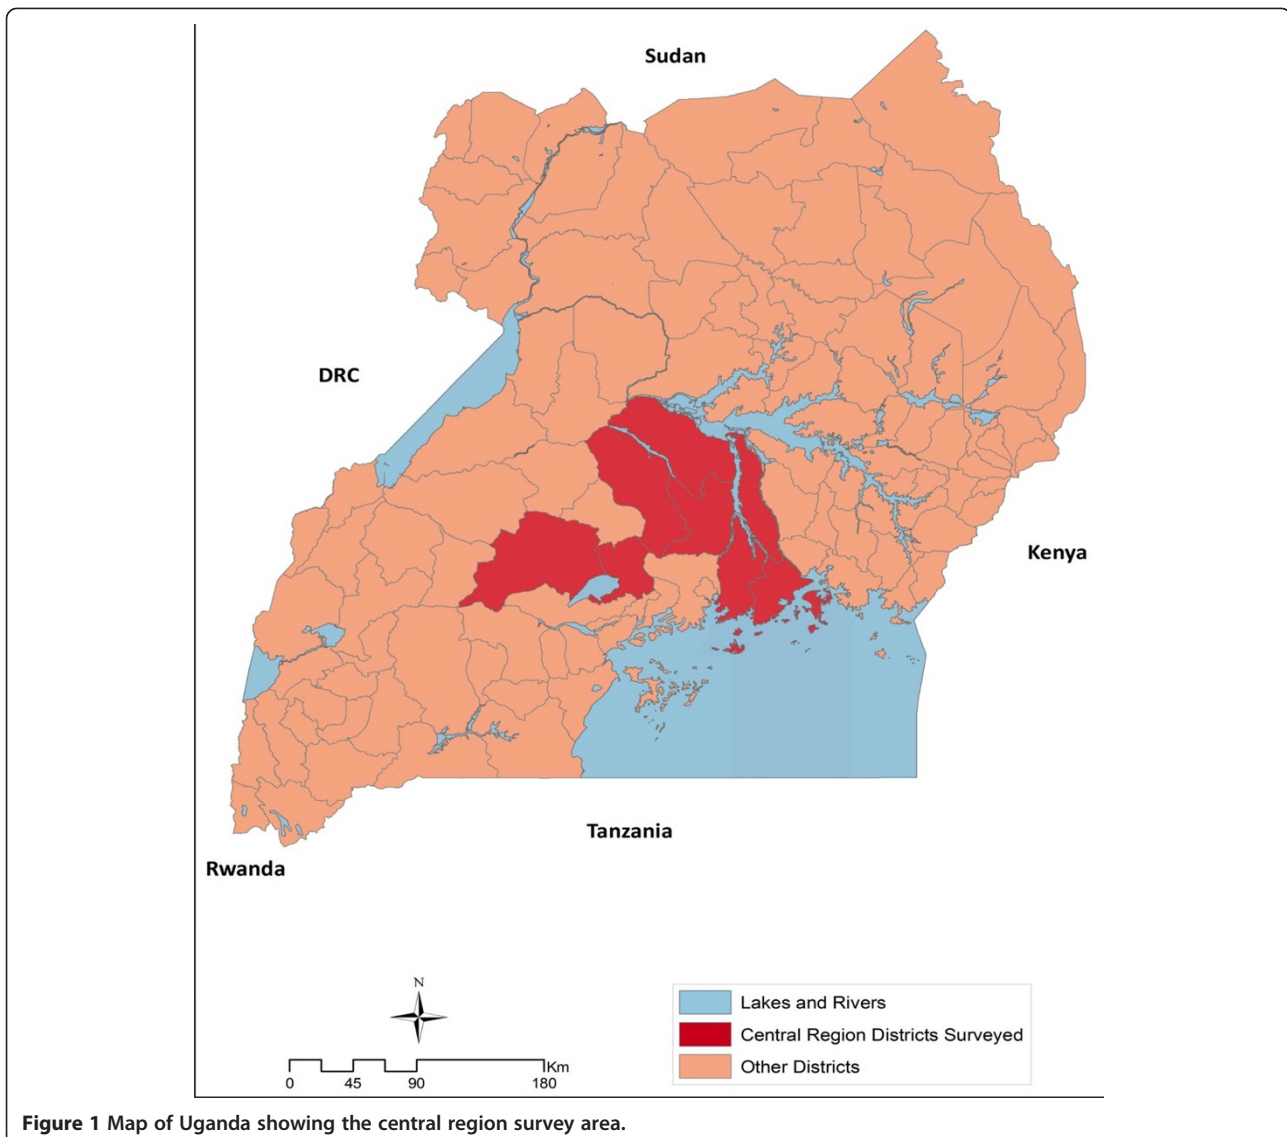 Sudan
DRC
Kenya
Tanzania
Rwanda
N
Km
0 45 90 180
Lakes and Rivers
Central Region Districts Surveyed
Other Districts
Figure 1 Map of Uganda showing the central region survey area.